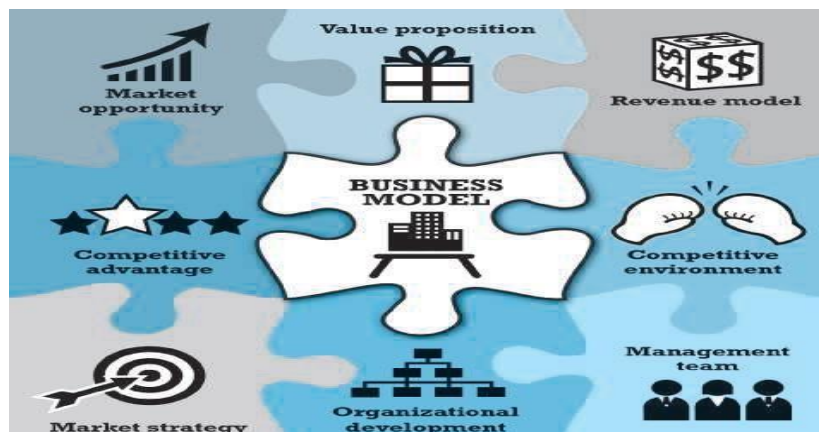 Value proposition
Market
opportunity
$$
$$
$$
Revenue model
BUSINESS
MODEL
Competitive
advantage
Competitive
environment
Market strategy
Organizational
development
Management
team